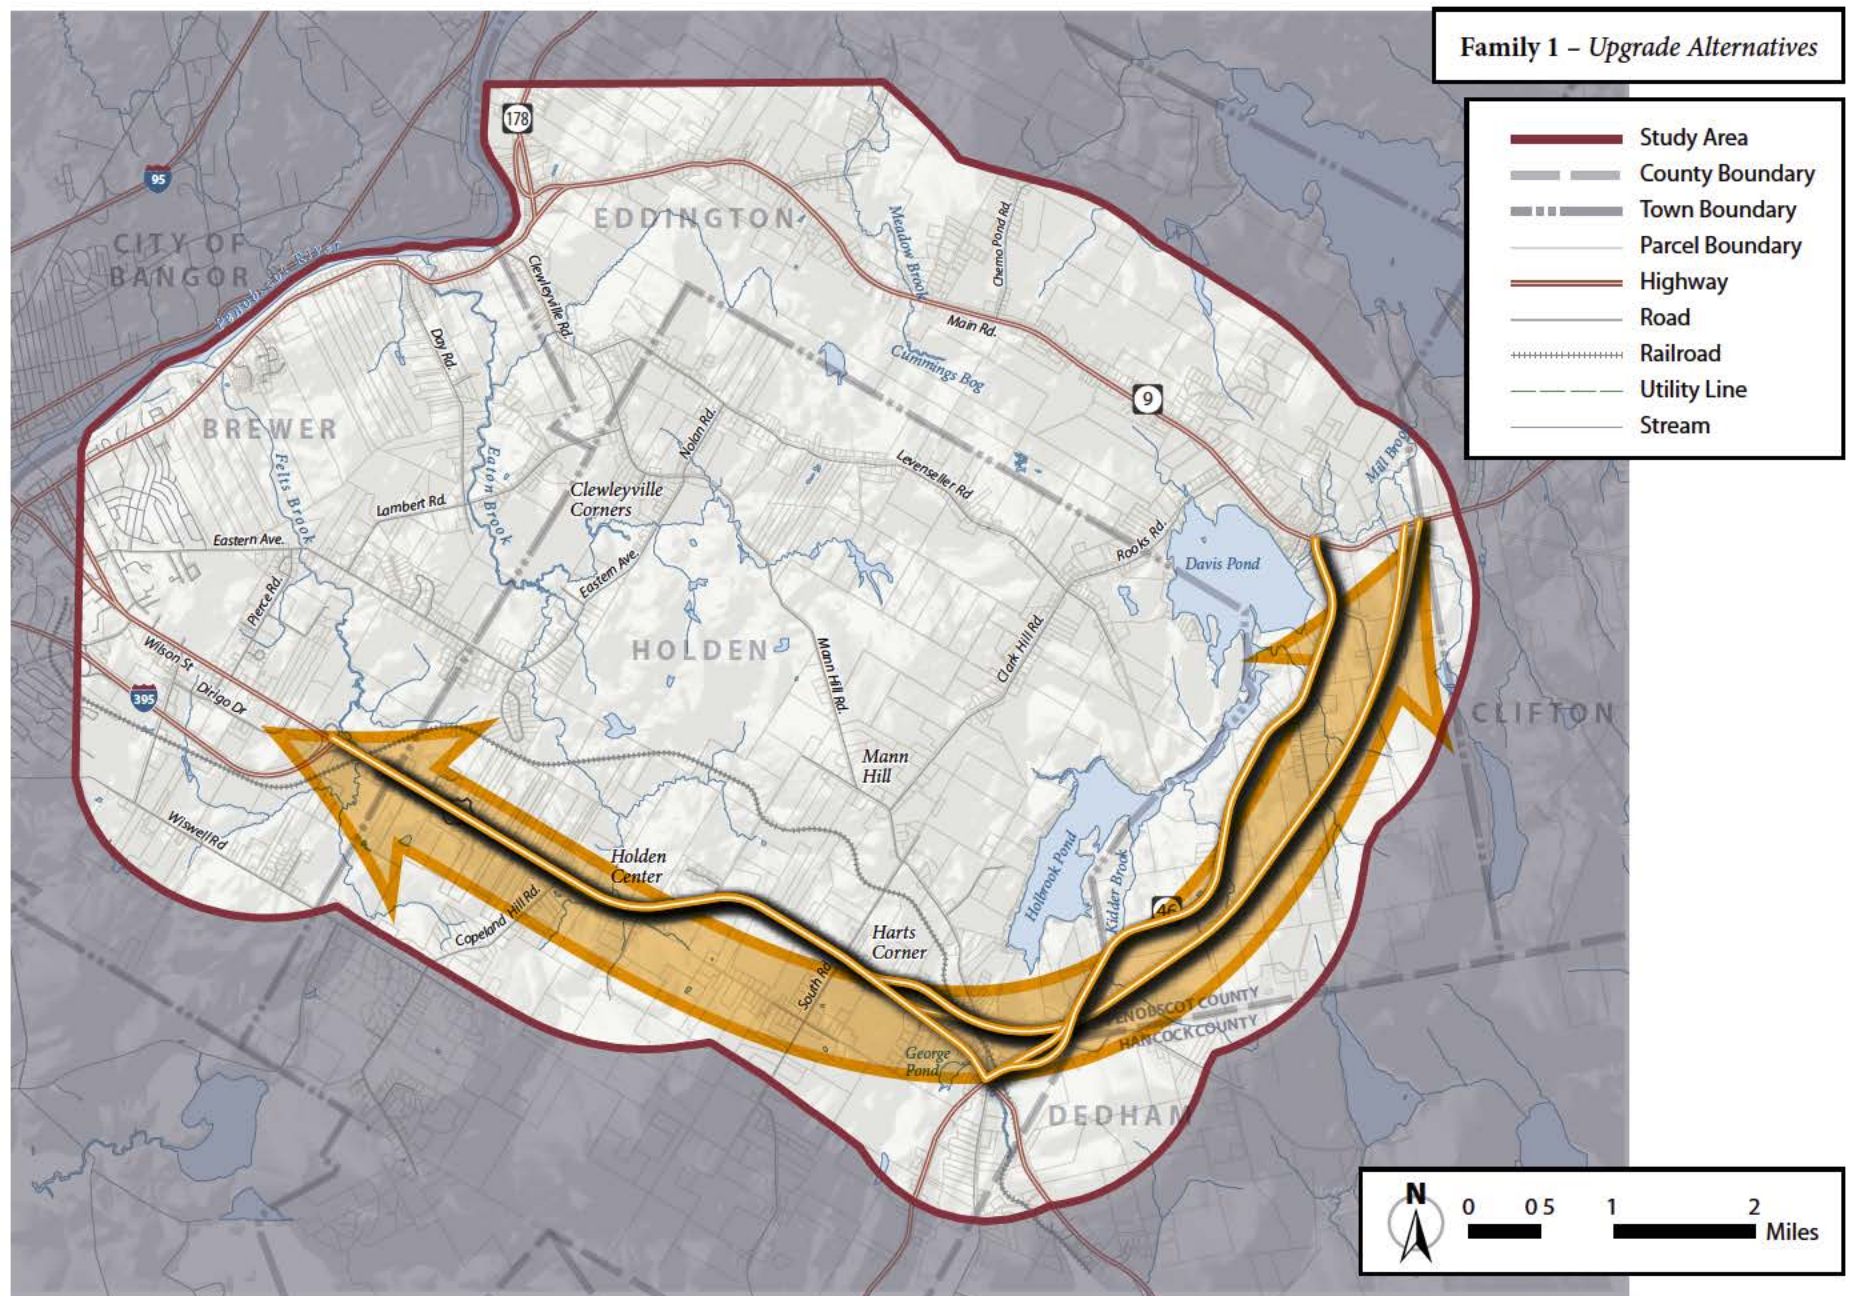 Family 1 – Upgrade Alternatives
Study Area
County Boundary
Town Boundary
Parcel Boundary
Highway
Road
Railroad
Utility Line
Stream
178
95
EDDINGTON
CITY OF
BANGOR
Penobscot River
Meadow Brook
Chemo Pond Rd.
Clewleyville Rd.
Main Rd.
Day Rd.
Cummings Bog
9
BREWER
Nolan Rd.
Mill Broo
Felts Brook
Eaton Brook
Levenseller Rd
Clewleyville
Corners
Lambert Rd.
Eastern Ave.
Rooks Rd.
Davis Pond
Eastern Ave.
Pierce Rd.
HOLDEN
Wilson St
Mann Hill Rd.
Clark Hill Rd.
Dirigo Dr
395
CLIFTON
Mann
Hill
Wiswell Rd
Holden
Center
Holbrook Pond
Kidder Brook
46
Copeland Hill Rd.
Harts
Corner
South Rd.
ENOBSCOT COUNTY
HANCOCK COUNTY
George
Pond
DEDHAM
N
0 0 5 1 2
Miles